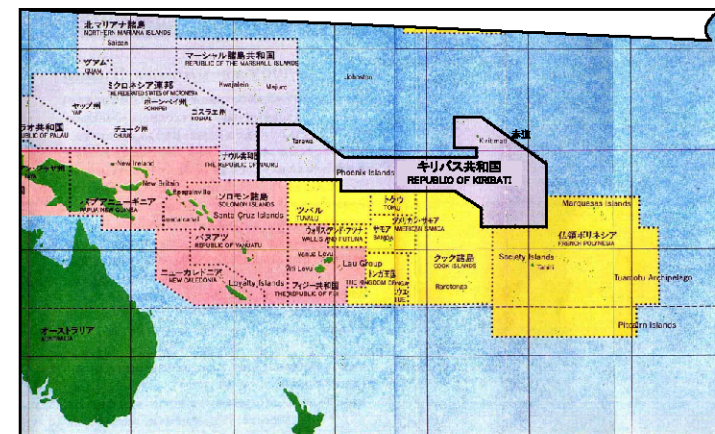 北マリアナ諸島
NORTHERN MARIANA ISLANDS
Saipan
グアム
GUAM
マーシャル諸島共和国
REPUBLIC OF THE MARSHALL ISLANDS
Johnston
ミクロネシア連邦
THE FEDERATED STATES OF MICRONESIA
Kwajalein
Majuro
ヤップ州
YAP
ポーンペイ州
POHNPEI
コスラエ州
KOSRAE
チューク州
CHUUK
ラオ共和国
UBLIC OF PALAU
ナウル共和国
THE REPUBLIC OF NAURU
Tarawa
Kiritimati
赤道
Phoenix Islands
キリバス共和国
REPUBLIC OF KIRIBATI
New Ireland
New Britain
Bougainville
パプアニューギニア
PAPUA NEW GUINEA
ソロモン諸島
SOLOMON ISLANDS
Guadalcanal
Santa Cruz Islands
ツバル
TUVALU
トケラウ
サモア
SAMOA
アメリカン・サモア
AMERICAN SAMOA
Marquesas Islands
仏領ポリネシア
FRENCH POLYNESIA
バヌアツ
REPUBLIC OF VANUATU
WALLIS AND FUTUNA
Vanua Levu
Viti Levu
Lau Group
クック諸島
COOK ISLANDS
Society Islands
Tahiti
Tuamotu Archipelago
ニューカレドニア
NEW CALEDONIA
Loyalty Islands
フィジー共和国
THE REPUBLIC OF FIJI
トンガ王国
THE KINGDOM OF TONGA
Rarotonga
Pitcairn Islands
オーストラリア
AUSTRALIA